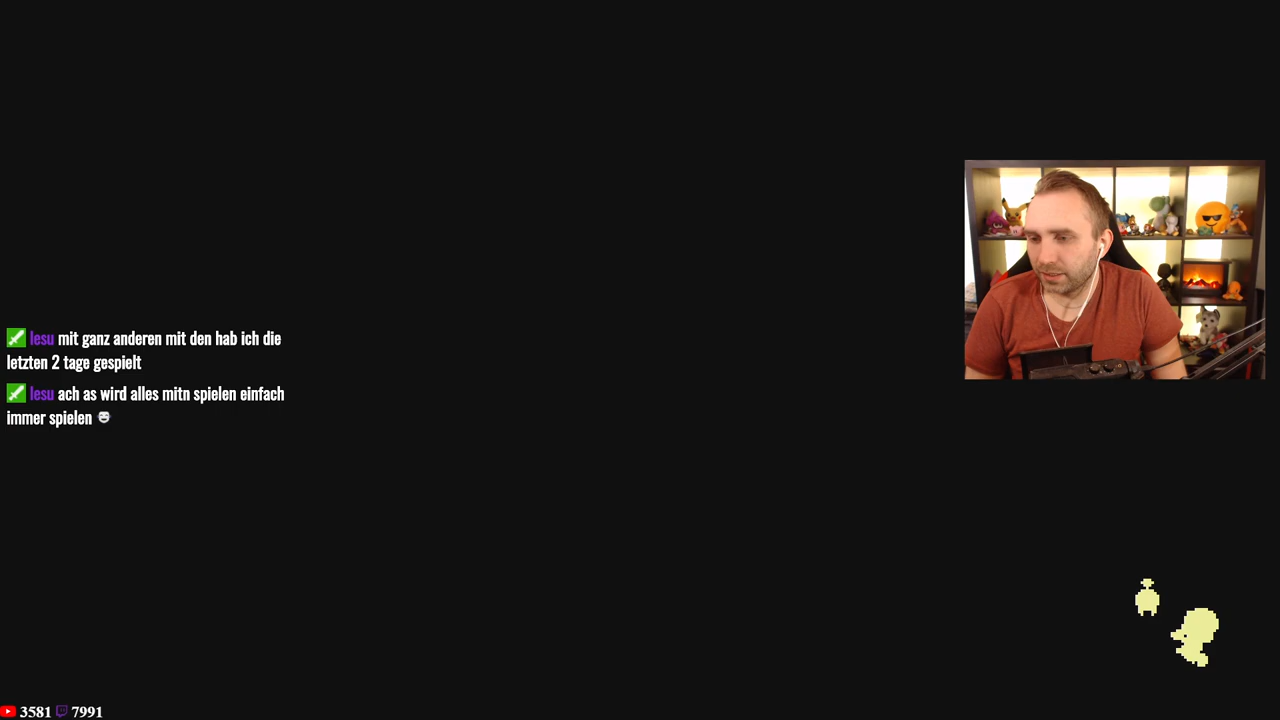 lesu mit ganz anderen mit den hab ich die
letzten 2 tage gespielt
lesu ach as wird alles mitn spielen einfach
immer spielen
3581 7991